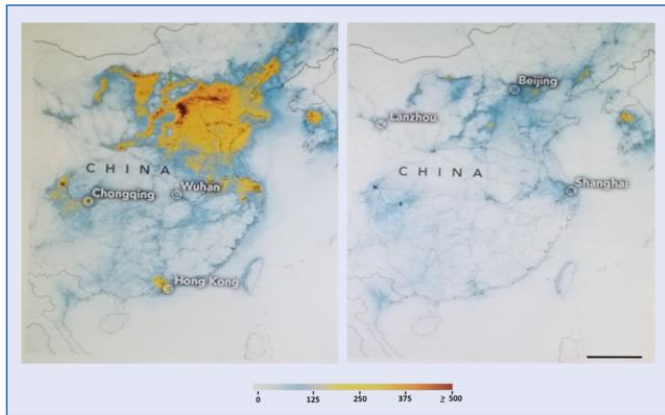 CHINA
Chongqing
Wuhan
Hong Kong
Beijing
Lanzhou
CHINA
Shanghai
0 125 250 375 ≥ 500